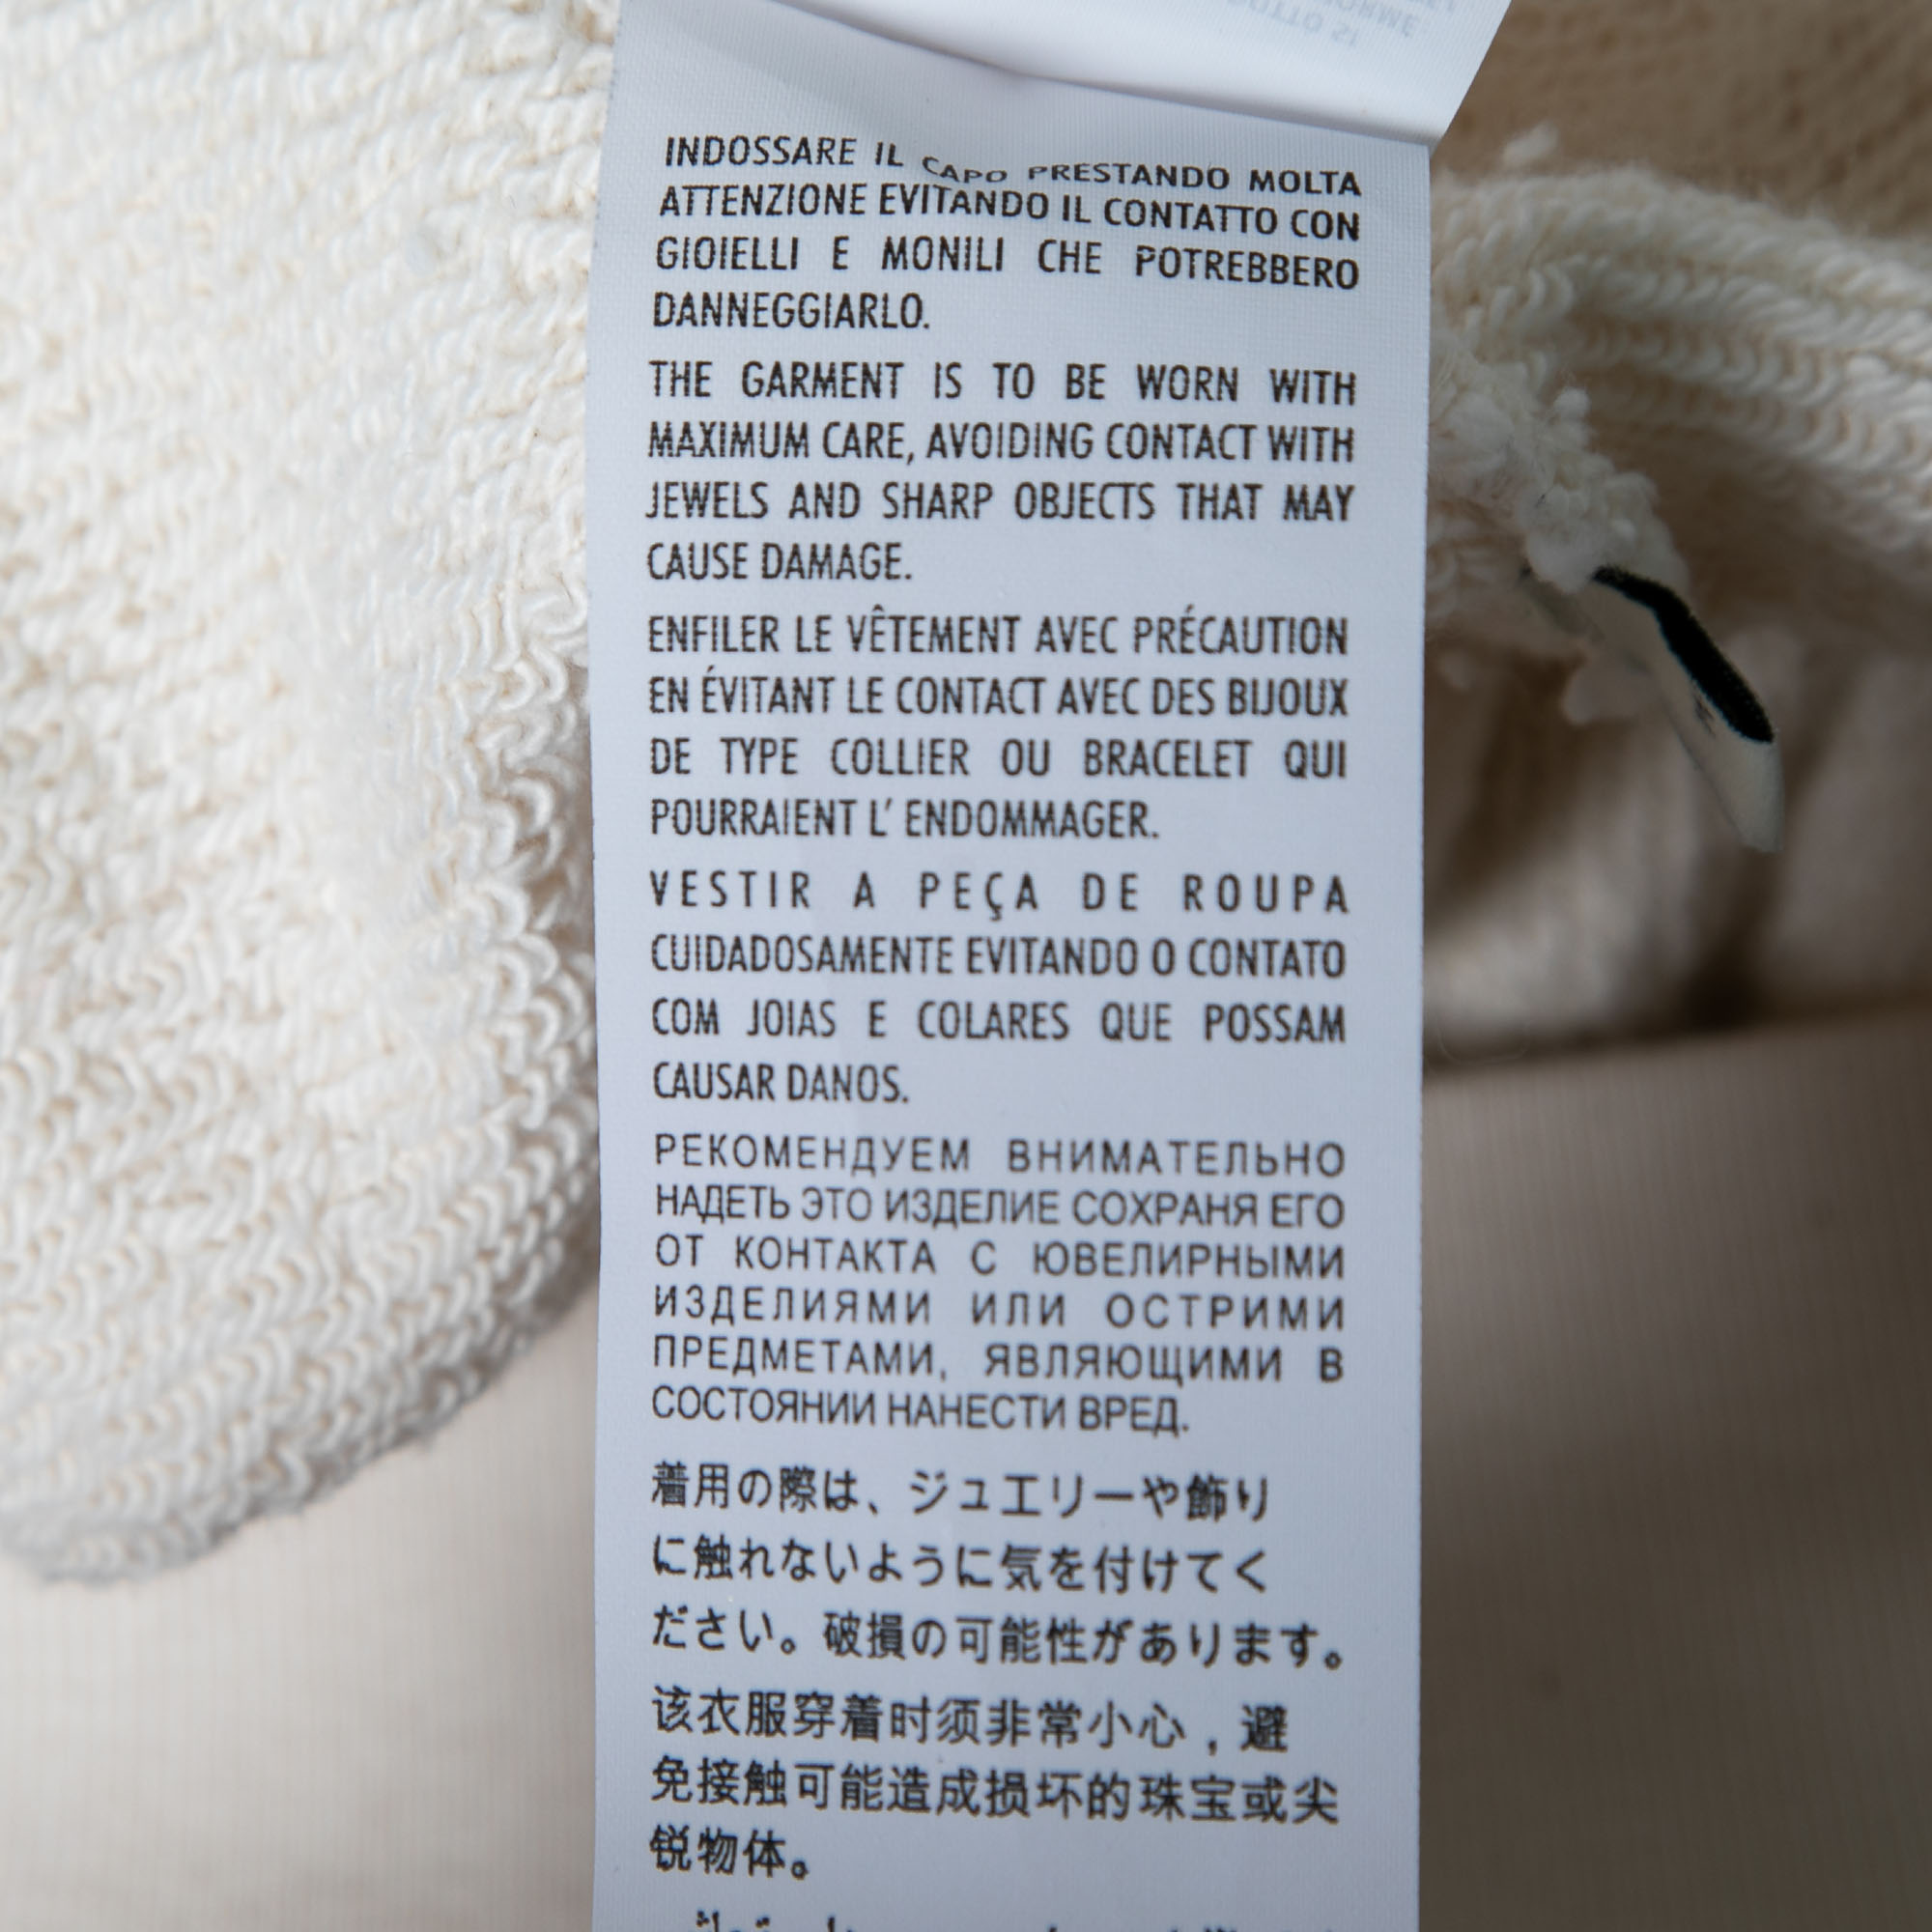 INDOSSARE IL CAPO PRESTANDO MOLTA
ATTENZIONE EVITANDO IL CONTATTO CON
GIOIELLI E MONILI CHE POTREBBERO
DANNEGGIARLO.
THE GARMENT IS TO BE WORN WITH
MAXIMUM CARE, AVOIDING CONTACT WITH
JEWELS AND SHARP OBJECTS THAT MAY
CAUSE DAMAGE.
ENFILER LE VÊTEMENT AVEC PRÉCAUTION
EN ÉVITANT LE CONTACT AVEC DES BIJOUX
DE TYPE COLLIER OU BRACELET QUI
POURRAIENT L' ENDOMMAGER.
VESTIR A PEÇA DE ROUPA
CUIDADOSAMENTE EVITANDO O CONTATO
COM JOIAS E COLARES QUE POSSAM
CAUSAR DANOS.
РЕКОМЕНДУЕМ ВНИМАТЕЛЬНО
НАДЕТЬ ЭТО ИЗДЕЛИЕ СОХРАНЯ ЕГО
ОТ КОНТАКТА С ЮВЕЛИРНЫМИ
ИЗДЕЛИЯМИ ИЛИ ОСТРИМИ
ПРЕДМЕТАМИ, ЯВЛЯЮЩИМИ В
СОСТОЯНИИ НАНЕСТИ ВРЕД.
着用の際は、ジュエリーや飾り
に触れないように気を付けてく
ださい。破損の可能性があります。
该衣服穿着时须非常小心，避
免接触可能造成损坏的珠宝或尖
锐物体。